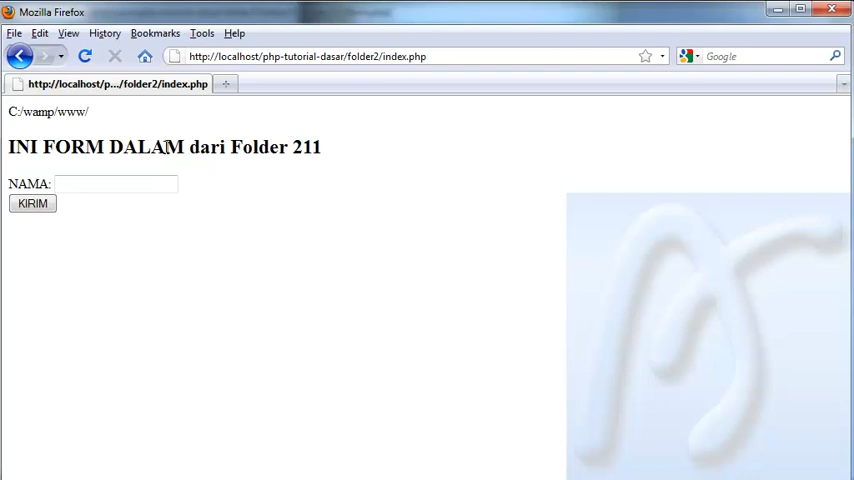 Mozilla Firefox
File Edit View History Bookmarks Tools Help
http://localhost/php-tutorial-dasar/folder2/index.php
Google
http://localhost/p.../folder2/index.php
C:/wamp/www/
INI FORM DALAM dari Folder 211
NAMA:
KIRIM